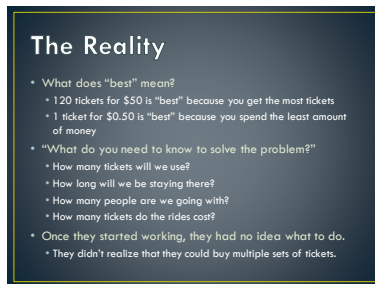 The Reality
• What does “best” mean?
• 120 tickets for $50 is “best” because you get the most tickets
• 1 ticket for $0.50 is “best” because you spend the least amount
of money
• “What do you need to know to solve the problem?”
• How many tickets will we use?
• How long will we be staying there?
• How many people are we going with?
• How many tickets do the rides cost?
• Once they started working, they had no idea what to do.
• They didn’t realize that they could buy multiple sets of tickets.